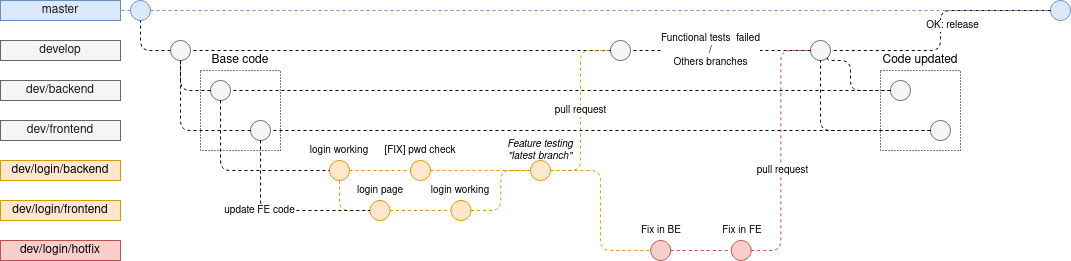 master
OK: release
develop
Functional tests failed
/
Others branches
Base code
Code updated
dev/backend
pull request
dev/frontend
login working
[FIX] pwd check
Feature testing
"latest branch"
dev/login/backend
pull request
login page
login working
dev/login/frontend
update FE code
Fix in BE
Fix in FE
dev/login/hotfix